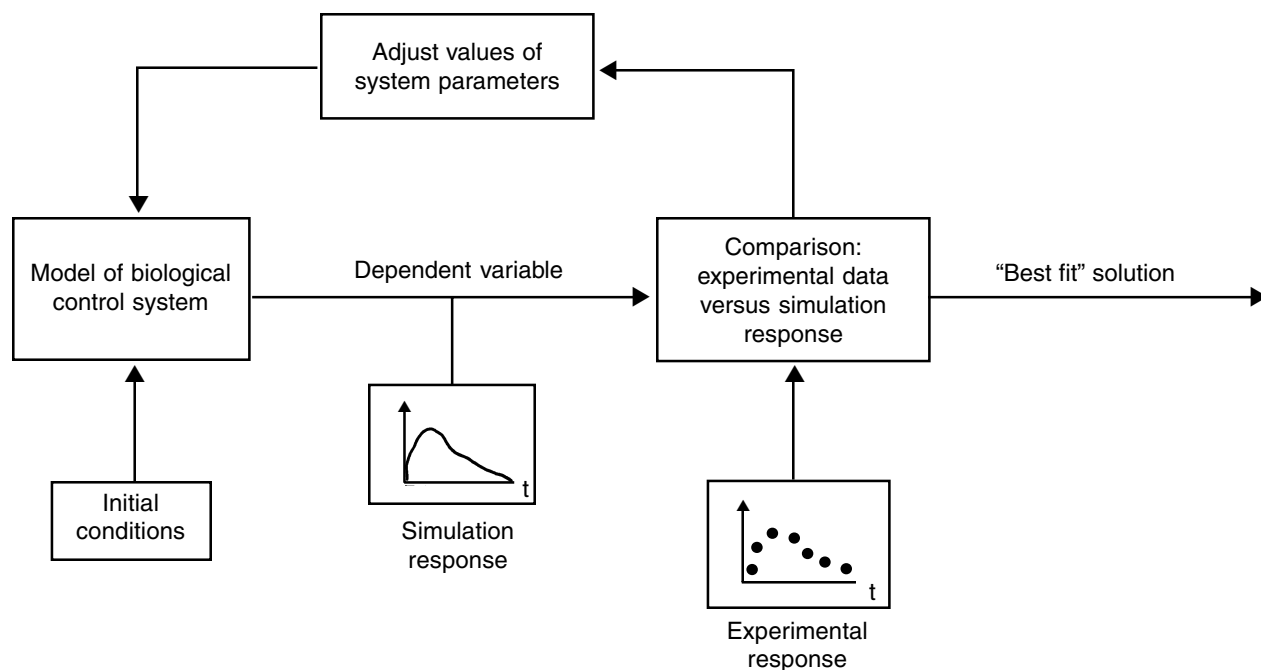 Adjust values of
system parameters
Model of biological
control system
Dependent variable
Comparison:
experimental data
versus simulation
response
“Best fit” solution
Initial
conditions
t
Simulation
response
t
Experimental
response